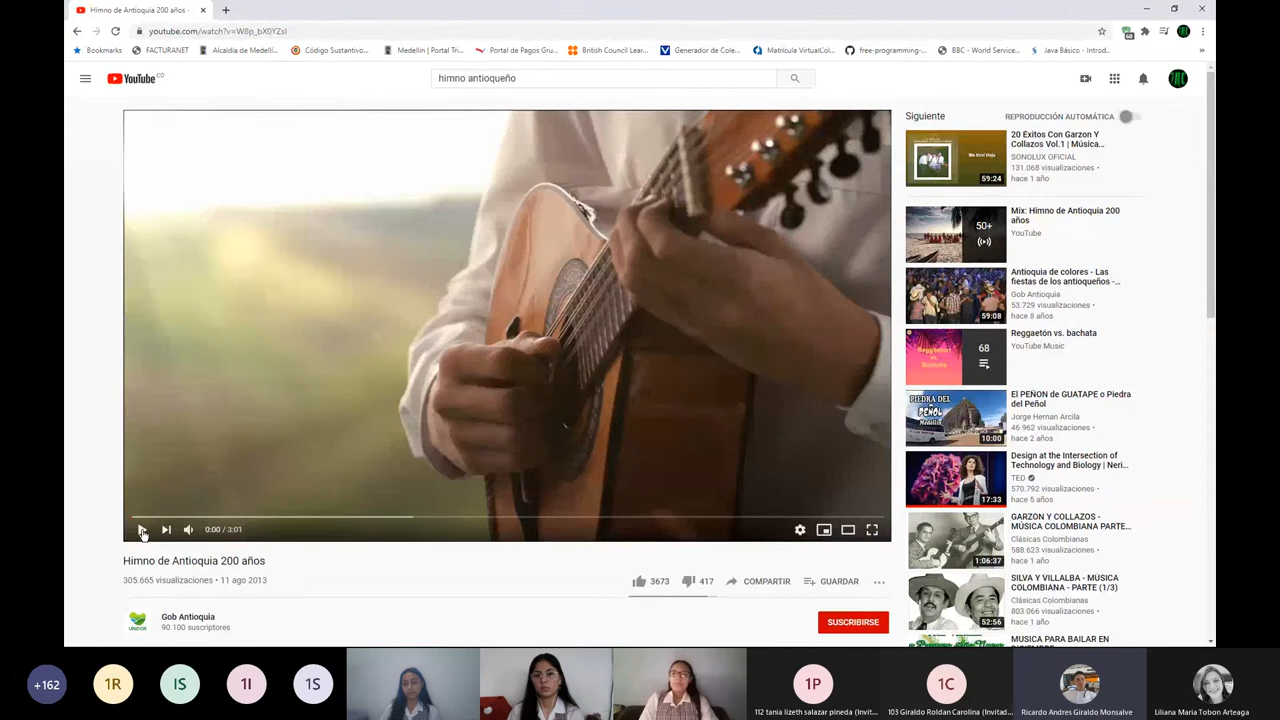 Himno de Antioquia 200 años -
youtube.com/watch?v=W8p_bX0YZsI
Bookmarks
FACTURANET
Alcaldía de Medellí...
Código Sustantivo...
Medellín | Portal Tri...
Portal de Pagos Gru...
British Council Lear...
Generador de Cole...
Matrícula VirtualCol...
free-programming-...
BBC - World Service...
Java Básico - Introd...
YouTube CO
himno antioqueño
Siguiente
REPRODUCCIÓN AUTOMÁTICA
20 Éxitos Con Garzon Y
Collazos Vol.1 | Música...
SONOLUX OFICIAL
131.068 visualizaciones •
hace 1 año
59:24
Mix: Himno de Antioquia 200
años
YouTube
50+
Antioquia de colores - Las
fiestas de los antioqueños -...
Gob Antioquia
53.729 visualizaciones •
hace 8 años
59:08
Reggaetón vs. bachata
YouTube Music
68
El PEÑON de GUATAPE o Piedra
del Peñol
Jorge Hernan Arcila
46.962 visualizaciones •
hace 2 años
PIEDRA DEL
PEÑOL
10:00
Design at the Intersection of
Technology and Biology | Neri...
TED
570.792 visualizaciones •
hace 5 años
17:33
GARZON Y COLLAZOS -
MÚSICA COLOMBIANA PARTE...
Clásicas Colombianas
588.623 visualizaciones •
hace 1 año
1:06:37
SILVA Y VILLALBA - MÚSICA
COLOMBIANA - PARTE (1/3)
Clásicas Colombianas
803.066 visualizaciones •
hace 1 año
52:56
MUSICA PARA BAILAR EN
0:00 / 3:01
Himno de Antioquia 200 años
305.665 visualizaciones • 11 ago 2013
3673
417
COMPARTIR
GUARDAR
Gob Antioquia
90.100 suscriptores
UNIDOS
SUSCRIBIRSE
+162
1R
IS
1I
1S
1P
112 tania lizeth salazar pineda (Invit...
1C
103 Giraldo Roldan Carolina (Invitad...
Ricardo Andres Giraldo Monsalve
Liliana Maria Tobon Arteaga